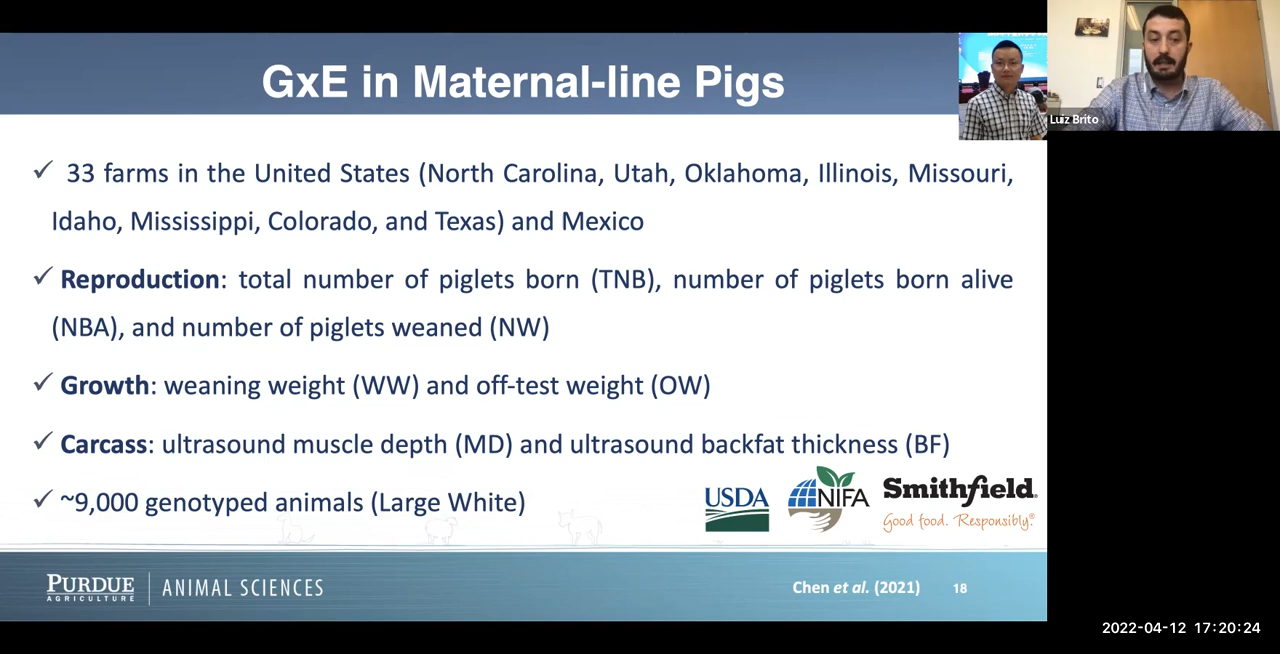 GxE in Maternal-line Pigs
Luiz Brito
✓ 33 farms in the United States (North Carolina, Utah, Oklahoma, Illinois, Missouri,
Idaho, Mississippi, Colorado, and Texas) and Mexico
✓ Reproduction: total number of piglets born (TNB), number of piglets born alive
(NBA), and number of piglets weaned (NW)
✓ Growth: weaning weight (WW) and off-test weight (OW)
✓ Carcass: ultrasound muscle depth (MD) and ultrasound backfat thickness (BF)
✓ ~9,000 genotyped animals (Large White)
USDA
NIFA
Smithfield.
Good food. Responsibly.®
PURDUE
AGRICULTURE
ANIMAL SCIENCES
Chen et al. (2021)
18
2022-04-12 17:20:24